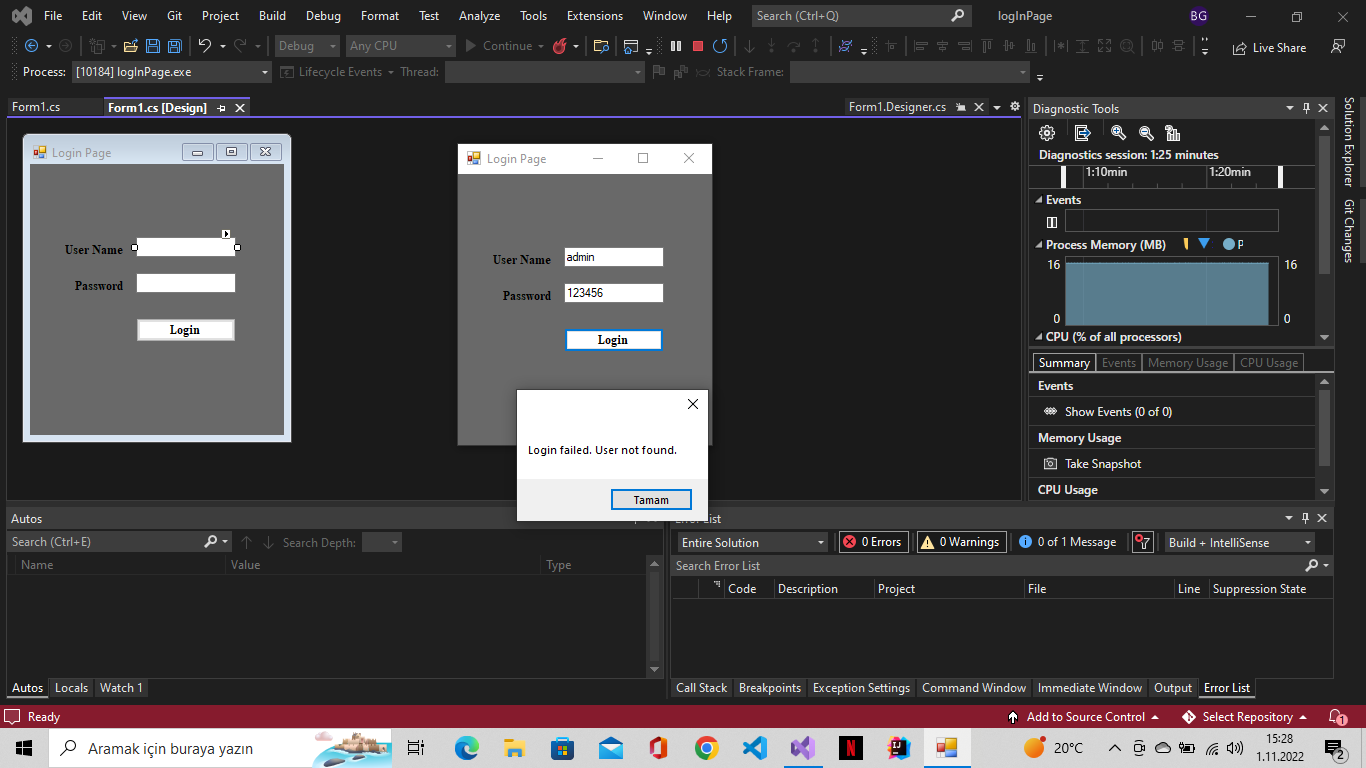 File Edit View Git Project Build Debug Format Test Analyze Tools Extensions Window Help Search (Ctrl+Q) logInPage BG
Debug Any CPU Continue Live Share
Process: [10184] logInPage.exe Lifecycle Events Thread: Stack Frame:
Form1.cs Form1.cs [Design] Form1.Designer.cs
Login Page
User Name
Password
Login
Login Page
User Name admin
Password 123456
Login
Login failed. User not found.
Tamam
Diagnostic Tools
Diagnostics session: 1:25 minutes
1:10min 1:20min
Events
Process Memory (MB) P
16 16
0 0
CPU (% of all processors)
Summary Events Memory Usage CPU Usage
Events
Show Events (0 of 0)
Memory Usage
Take Snapshot
CPU Usage
Solution Explorer
Git Changes
Autos
Search (Ctrl+E) Search Depth:
Name Value Type
Autos Locals Watch 1
Error List
Entire Solution 0 Errors 0 Warnings 0 of 1 Message Build + IntelliSense
Search Error List
Code Description Project File Line Suppression State
Call Stack Breakpoints Exception Settings Command Window Immediate Window Output Error List
Ready Add to Source Control Select Repository 1
Aramak için buraya yazın N IJ 20°C 15:28
1.11.2022 2